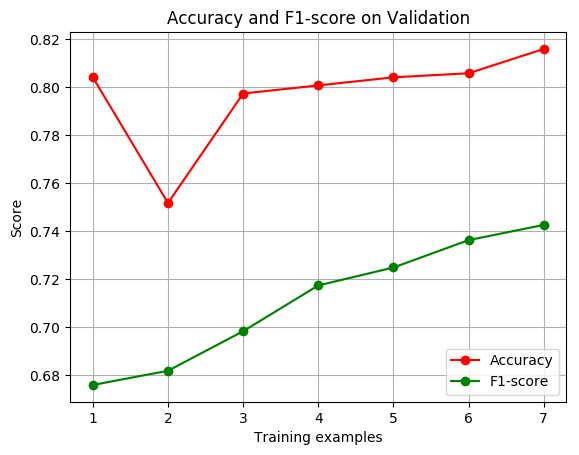 Accuracy and F1-score on Validation
0.82
0.80
0.78
0.76
0.74
0.72
0.70
0.68
Score
1 2 3 4 5 6 7
Training examples
Accuracy
F1-score